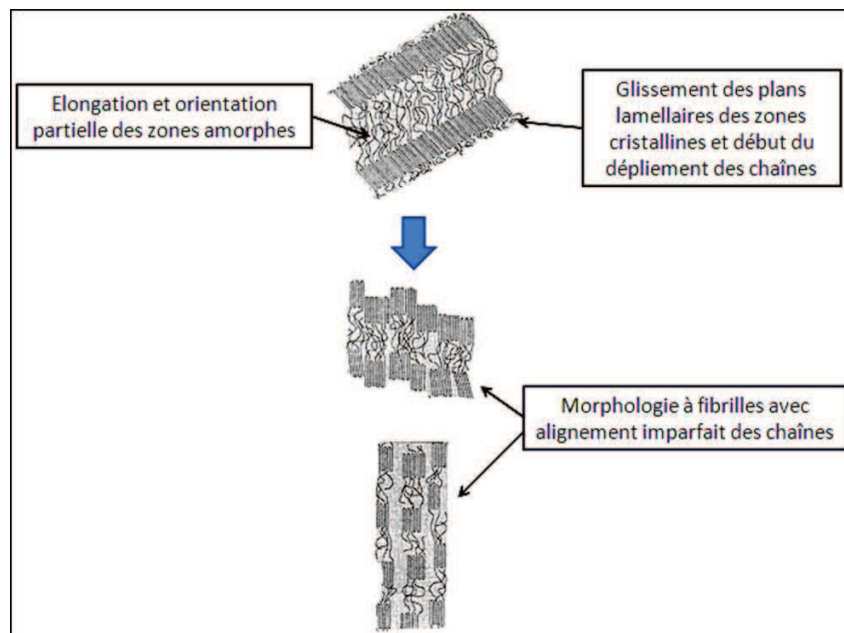 Elongation et orientation
partielle des zones amorphes
Glissement des plans
lamellaires des zones
cristallines et début du
dépliement des chaînes
Morphologie à fibrilles avec
alignement imparfait des chaînes